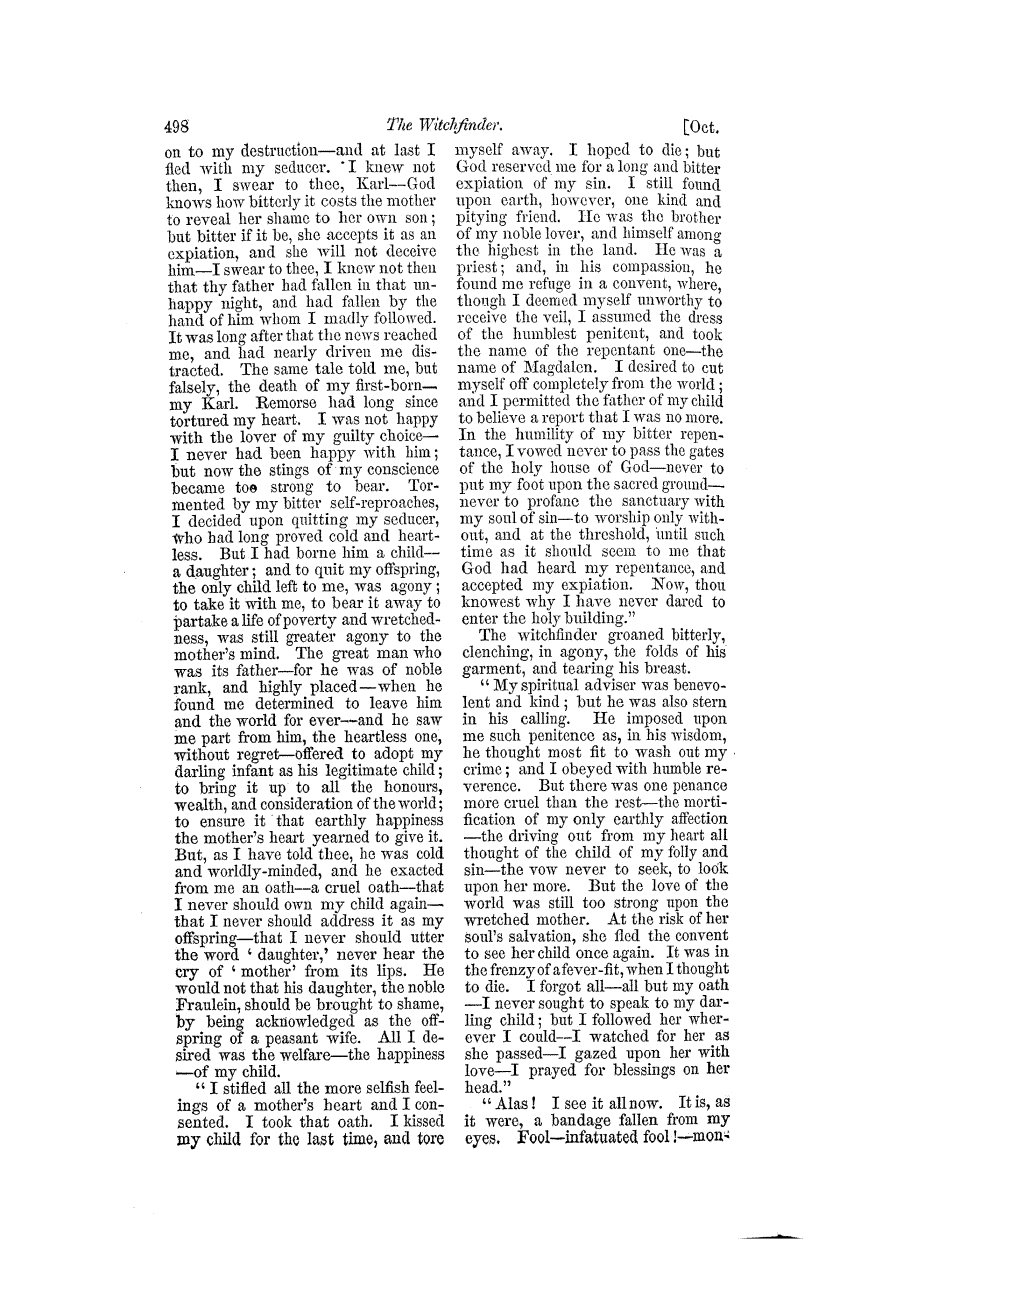 498 The Witchfinder. [Oct.
on to my destruction—and at last I
fled with my seducer. I knew not
then, I swear to thee, Karl—God
knows how bitterly it costs the mother
to reveal her shame to her own son;
but bitter if it be, she accepts it as an
expiation, and she will not deceive
him—I swear to thee, I knew not then
that thy father had fallen in that un-
happy night, and had fallen by the
hand of him whom I madly followed.
It was long after that the news reached
me, and had nearly driven me dis-
tracted. The same tale told me, but
falsely, the death of my first-born—
my Karl. Remorse had long since
tortured my heart. I was not happy
with the lover of my guilty choice—
I never had been happy with him;
but now the stings of my conscience
became too strong to bear. Tor-
mented by my bitter self-reproaches,
I decided upon quitting my seducer,
who had long proved cold and heart-
less. But I had borne him a child—
a daughter; and to quit my offspring,
the only child left to me, was agony;
to take it with me, to bear it away to
partake a life of poverty and wretched-
ness, was still greater agony to the
mother's mind. The great man who
was its father—for he was of noble
rank, and highly placed—when he
found me determined to leave him
and the world for ever—and he saw
me part from him, the heartless one,
without regret—offered to adopt my
darling infant as his legitimate child;
to bring it up to all the honours,
wealth, and consideration of the world;
to ensure it that earthly happiness
the mother's heart yearned to give it.
But, as I have told thee, he was cold
and worldly-minded, and he exacted
from me an oath—a cruel oath—that
I never should own my child again—
that I never should address it as my
offspring—that I never should utter
the word ‘ daughter,’ never hear the
cry of ‘ mother’ from its lips. He
would not that his daughter, the noble
Fraulein, should be brought to shame,
by being acknowledged as the off-
spring of a peasant wife. All I de-
sired was the welfare—the happiness
—of my child.
“ I stifled all the more selfish feel-
ings of a mother's heart and I con-
sented. I took that oath. I kissed
my child for the last time, and tore
myself away. I hoped to die; but
God reserved me for a long and bitter
expiation of my sin. I still found
upon earth, however, one kind and
pitying friend. He was the brother
of my noble lover, and himself among
the highest in the land. He was a
priest; and, in his compassion, he
found me refuge in a convent, where,
though I deemed myself unworthy to
receive the veil, I assumed the dress
of the humblest penitent, and took
the name of the repentant one—the
name of Magdalen. I desired to cut
myself off completely from the world;
and I permitted the father of my child
to believe a report that I was no more.
In the humility of my bitter repen-
tance, I vowed never to pass the gates
of the holy house of God—never to
put my foot upon the sacred ground—
never to profane the sanctuary with
my soul of sin—to worship only with-
out, and at the threshold, until such
time as it should seem to me that
God had heard my repentance, and
accepted my expiation. Now, thou
knowest why I have never dared to
enter the holy building.”
The witchfinder groaned bitterly,
clenching, in agony, the folds of his
garment, and tearing his breast.
“ My spiritual adviser was benevo-
lent and kind; but he was also stern
in his calling. He imposed upon
me such penitence as, in his wisdom,
he thought most fit to wash out my
crime; and I obeyed with humble re-
verence. But there was one penance
more cruel than the rest—the morti-
fication of my only earthly affection
—the driving out from my heart all
thought of the child of my folly and
sin—the vow never to seek, to look
upon her more. But the love of the
world was still too strong upon the
wretched mother. At the risk of her
soul's salvation, she fled the convent
to see her child once again. It was in
the frenzy of a fever-fit, when I thought
to die. I forgot all—all but my oath
—I never sought to speak to my dar-
ling child; but I followed her wher-
ever I could—I watched for her as
she passed—I gazed upon her with
love—I prayed for blessings on her
head.”
“ Alas! I see it all now. It is, as
it were, a bandage fallen from my
eyes. Fool—infatuated fool!—mon-